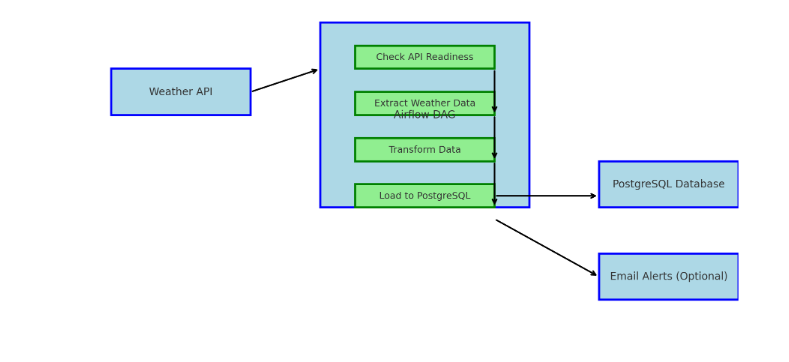 Check API Readiness
Weather API
Extract Weather Data
Airflow DAG
Transform Data
PostgreSQL Database
Load to PostgreSQL
Email Alerts (Optional)